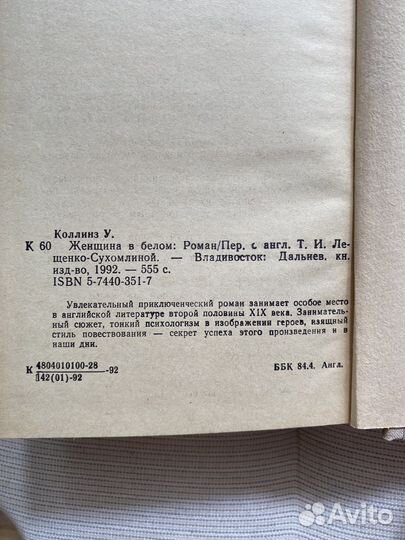 Коллинз У.
К 60 Женщина в белом: Роман/Пер. с англ. Т. И. Ле-
щенко-Сухомлиной. — Владивосток: Дальнев. кн.
изд-во, 1992. — 555 с.
ISBN 5-7440-351-7
Увлекательный приключенческий роман занимает особое место
в английской литературе второй половины XIX века. Заниматель-
ный сюжет, тонкий психологизм в изображении героев, изящный
стиль повествования — секрет успеха этого произведения и в
наши дни.
К 4804010100-28
142(01)-92 -92
ББК 84.4. Англ.
Avito